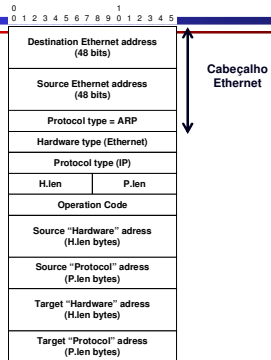 0 1
0 1 2 3 4 5 6 7 8 9 0 1 2 3 4 5
Destination Ethernet address
(48 bits)
Source Ethernet address
(48 bits)
Protocol type = ARP
Hardware type (Ethernet)
Protocol type (IP)
H.len P.len
Operation Code
Source “Hardware” adress
(H.len bytes)
Source “Protocol” adress
(P.len bytes)
Target “Hardware” adress
(H.len bytes)
Target “Protocol” adress
(P.len bytes)
Cabeçalho
Ethernet